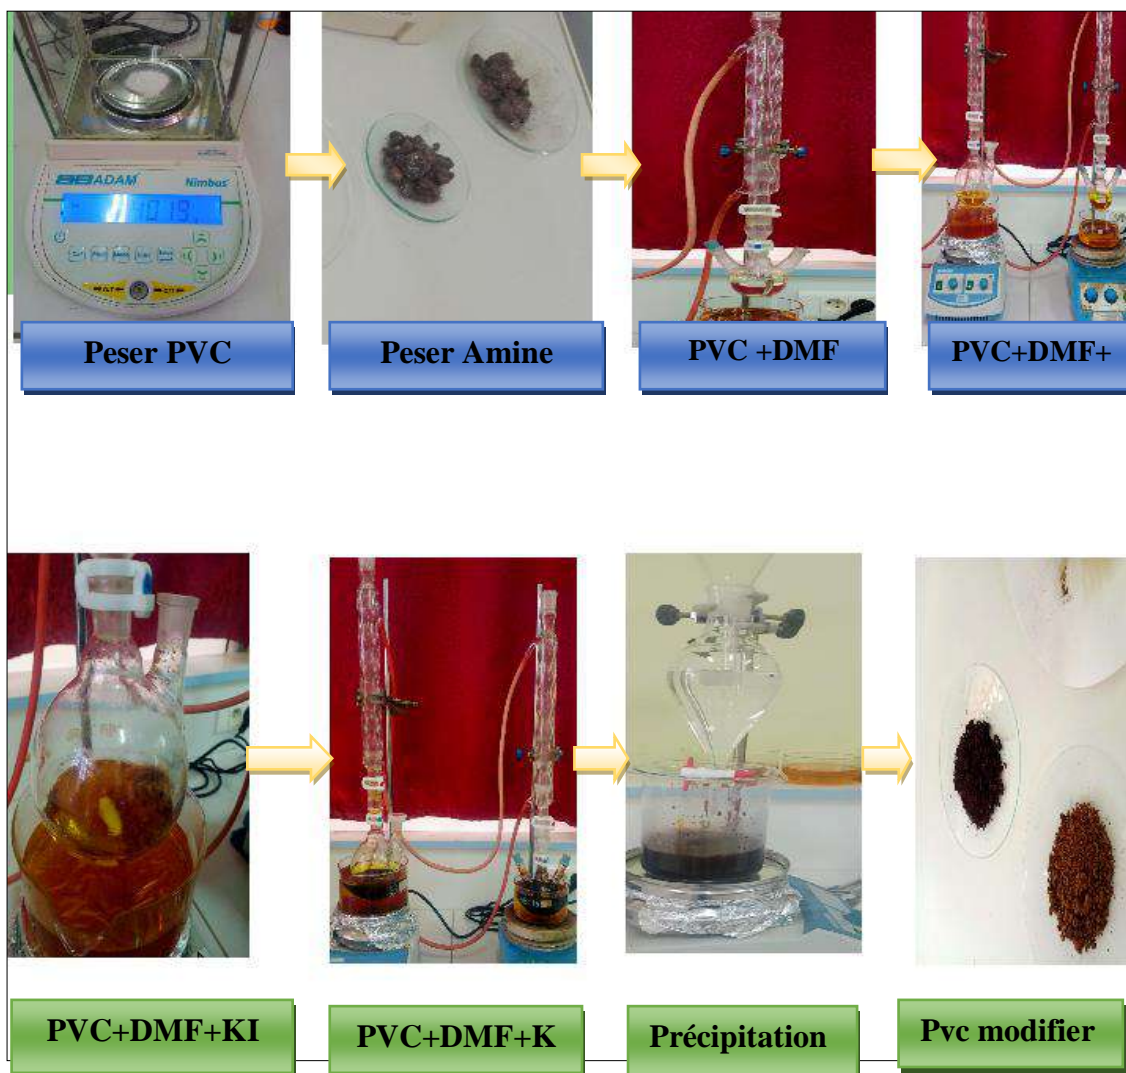 ADAM
Nimbus
Peser PVC
Peser Amine
PVC +DMF
PVC+DMF+
PVC+DMF+KI
PVC+DMF+K
Précipitation
Pvc modifier